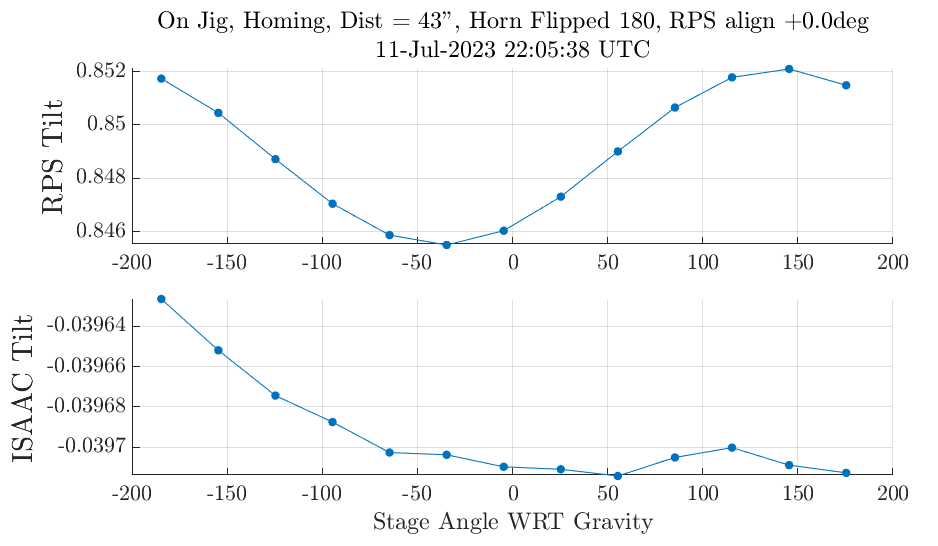 On Jig, Homing, Dist = 43”, Horn Flipped 180, RPS align +0.0deg
11-Jul-2023 22:05:38 UTC
RPS Tilt
0.852
0.85
0.848
0.846
-200 -150 -100 -50 0 50 100 150 200
ISAAC Tilt
-0.03964
-0.03966
-0.03968
-0.0397
-200 -150 -100 -50 0 50 100 150 200
Stage Angle WRT Gravity